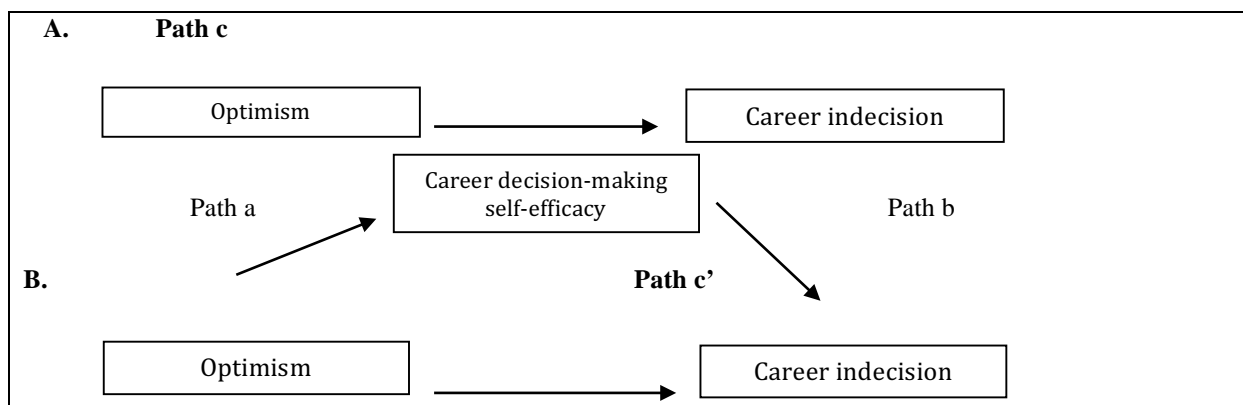 A. Path c
Optimism
Career indecision
Career decision-making
self-efficacy
Path a
Path b
B.
Path c’
Optimism
Career indecision